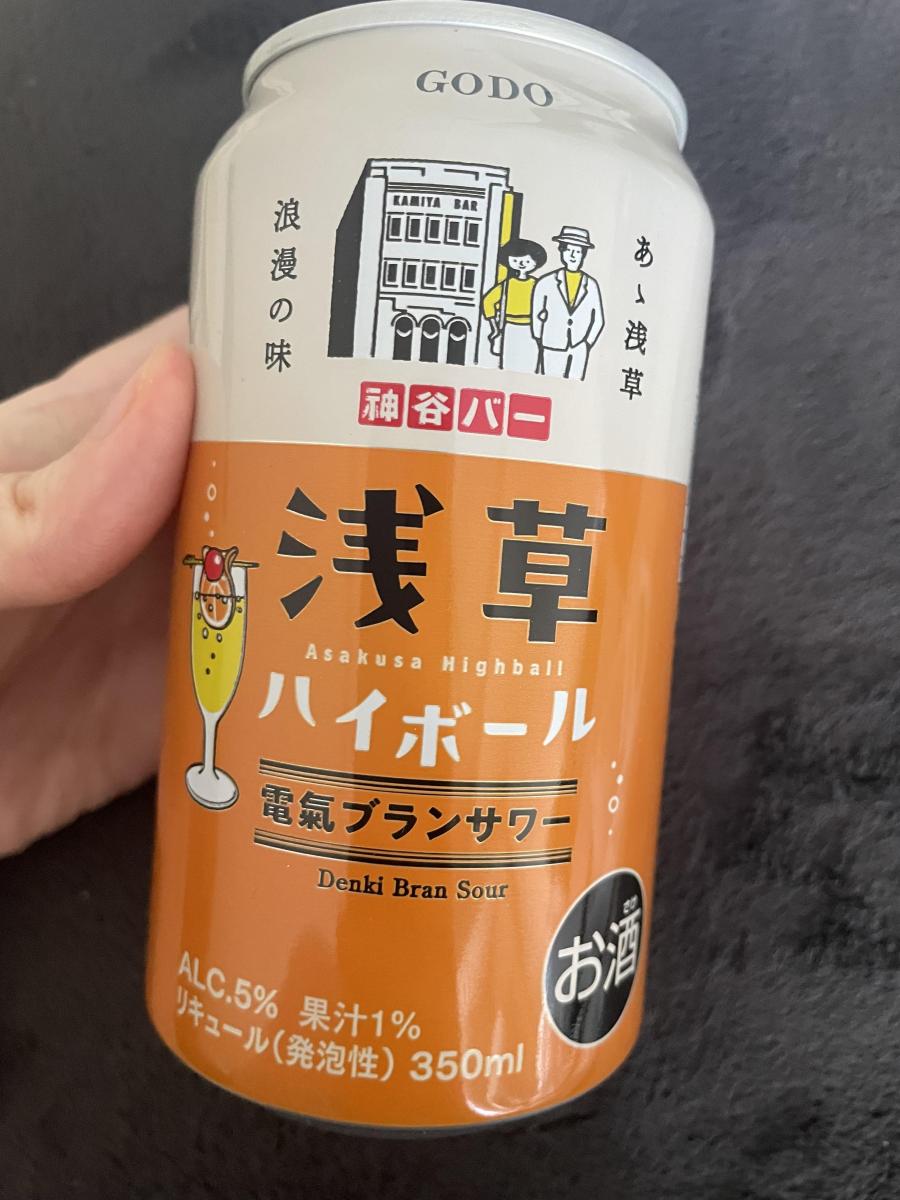 GODO
KAMIYA BAR
あゝ浅草
浪漫の味
神谷バー
浅草
Asakusa Highball
ハイボール
電氣ブランサワー
Denki Bran Sour
さけ
お酒
ALC.5% 果汁1%
リキュール(発泡性) 350ml